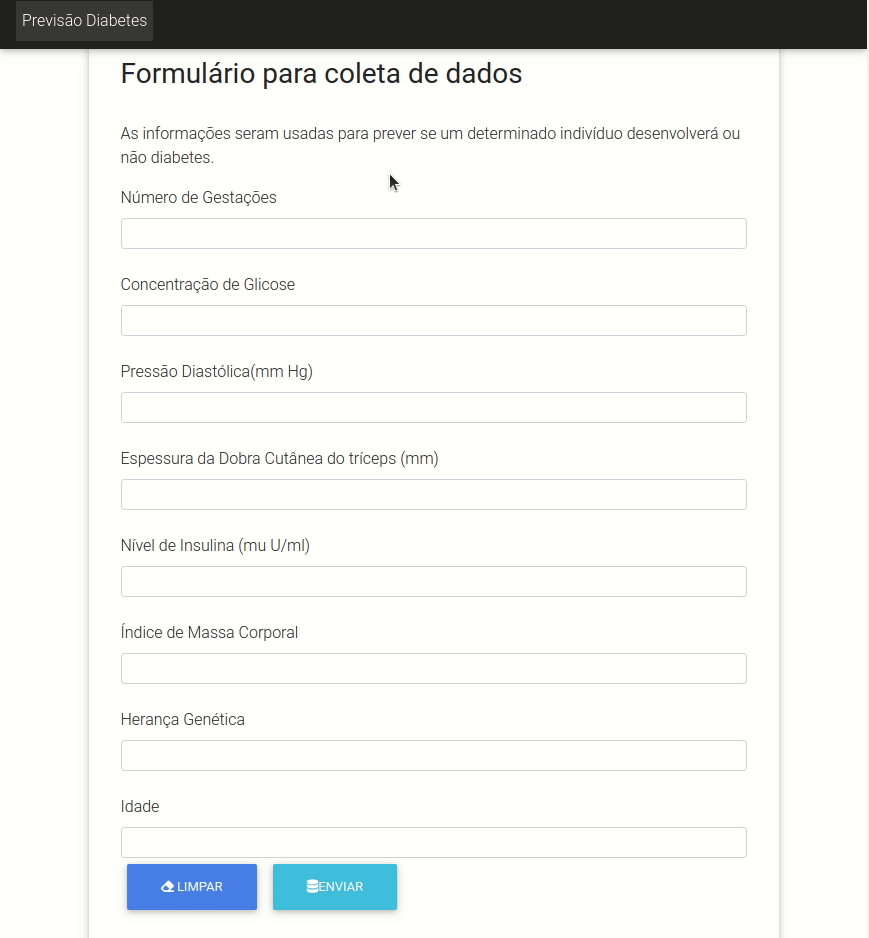 Previsão Diabetes
Formulário para coleta de dados
As informações seram usadas para prever se um determinado indivíduo desenvolverá ou
não diabetes.
Número de Gestações
Concentração de Glicose
Pressão Diastólica(mm Hg)
Espessura da Dobra Cutânea do tríceps (mm)
Nível de Insulina (mu U/ml)
Índice de Massa Corporal
Herança Genética
Idade
LIMPAR ENVIAR